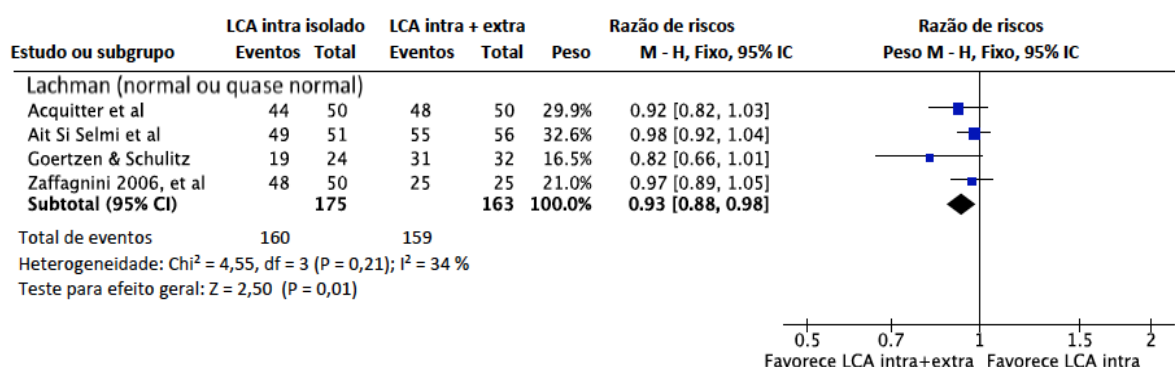 LCA intra isolado LCA intra + extra Razão de riscos Razão de riscos
Estudo ou subgrupo Eventos Total Eventos Total Peso M - H, Fixo, 95% IC Peso M - H, Fixo, 95% IC
Lachman (normal ou quase normal)
Acquitter et al 44 50 48 50 29.9% 0.92 [0.82, 1.03]
Ait Si Selmi et al 49 51 55 56 32.6% 0.98 [0.92, 1.04]
Goertzen & Schulitz 19 24 31 32 16.5% 0.82 [0.66, 1.01]
Zaffagnini 2006, et al 48 50 25 25 21.0% 0.97 [0.89, 1.05]
Subtotal (95% CI) 175 163 100.0% 0.93 [0.88, 0.98]
Total de eventos 160 159
Heterogeneidade: Chi² = 4,55, df = 3 (P = 0,21); I² = 34 %
Teste para efeito geral: Z = 2,50 (P = 0,01)
0.5 0.7 1 1.5 2
Favorece LCA intra+extra Favorece LCA intra